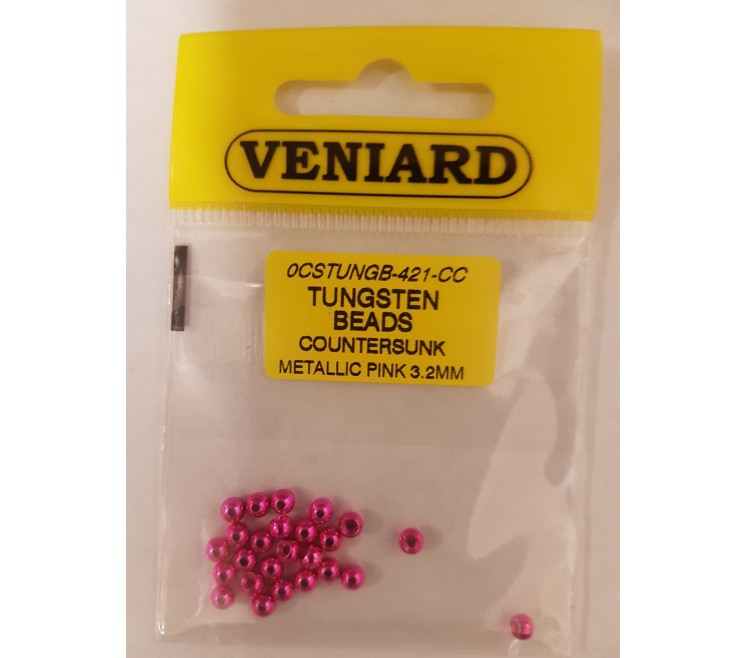 VENIARD
0CSTUNGB-421-CC
TUNGSTEN
BEADS
COUNTERSUNK
METALLIC PINK 3.2MM